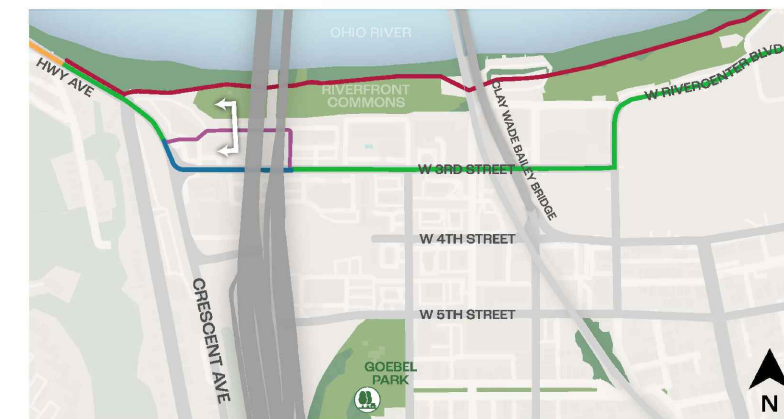 OHIO RIVER
HWY AVE
RIVERFRONT
COMMONS
W RIVERCENTER BLVD
CLAY WADE BAILEY BRIDGE
W 3RD STREET
W 4TH STREET
CRESCENT AVE
W 5TH STREET
GOEBEL
PARK
N